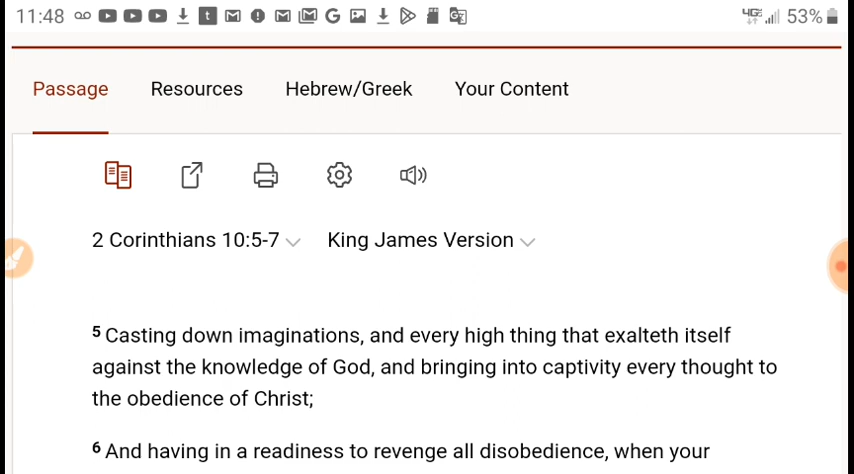 11:48 t G G 4G 53%
Passage Resources Hebrew/Greek Your Content
2 Corinthians 10:5-7 King James Version
5 Casting down imaginations, and every high thing that exalteth itself
against the knowledge of God, and bringing into captivity every thought to
the obedience of Christ;
6 And having in a readiness to revenge all disobedience, when your